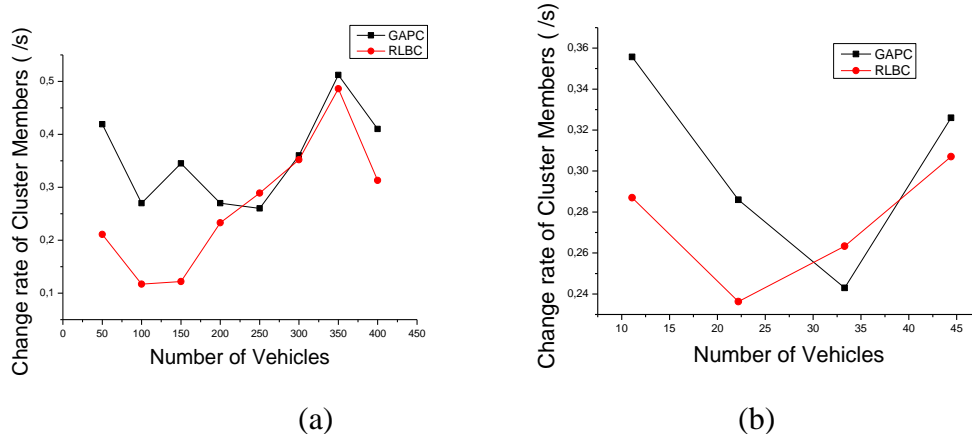 GAPC
RLBC
Change rate of Cluster Members ( /s)
0,5
0,4
0,3
0,2
0,1
0 50 100 150 200 250 300 350 400 450
Number of Vehicles
(a)
GAPC
RLBC
Change rate of Cluster Members ( /s)
0,36
0,34
0,32
0,30
0,28
0,26
0,24
10 15 20 25 30 35 40 45
Number of Vehicles
(b)